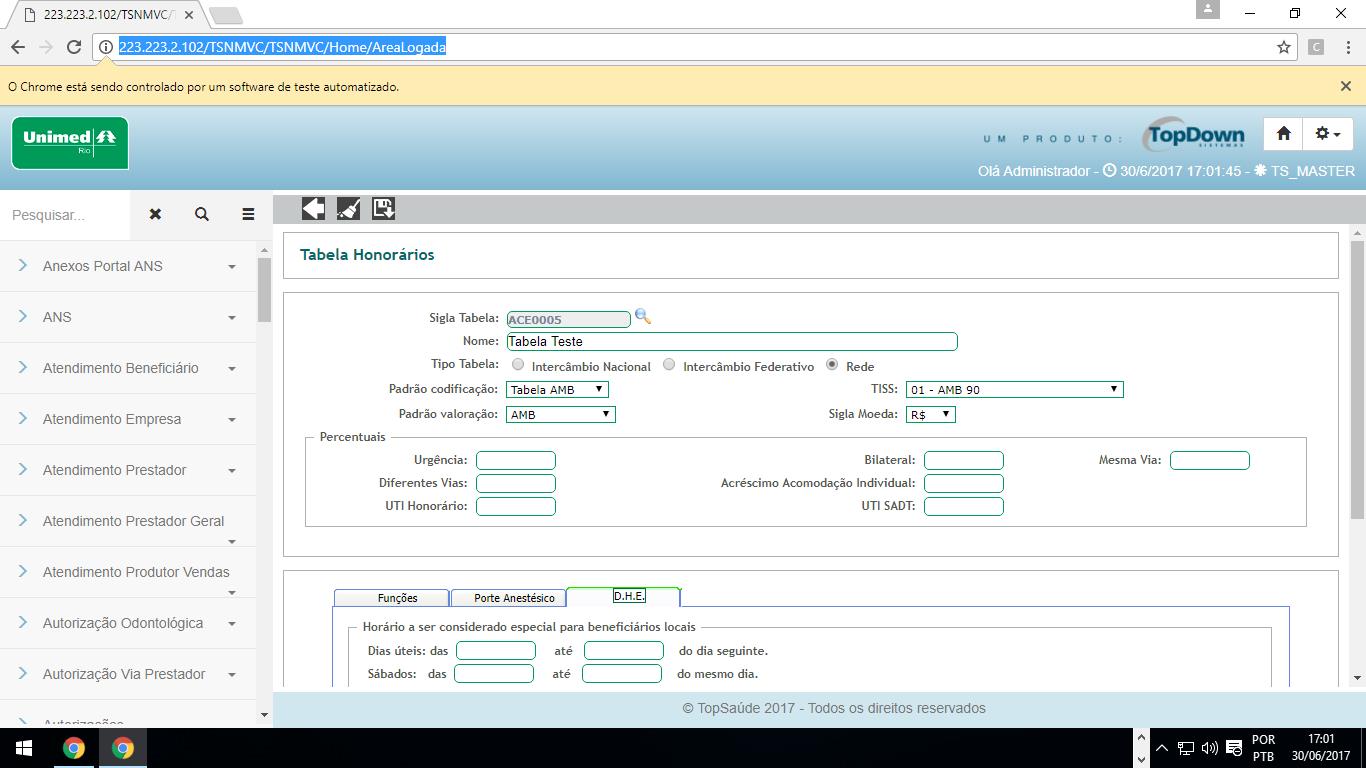 223.223.2.102/TSNMVC/T
223.223.2.102/TSNMVC/TSNMVC/Home/AreaLogada
C
O Chrome está sendo controlado por um software de teste automatizado.
Unimed
Rio
UM PRODUTO:
TopDown
SISTEMAS
Olá Administrador - 30/6/2017 17:01:45 - TS_MASTER
Pesquisar...
Anexos Portal ANS
ANS
Atendimento Beneficiário
Atendimento Empresa
Atendimento Prestador
Atendimento Prestador Geral
Atendimento Produtor Vendas
Autorização Odontológica
Autorização Via Prestador
Autorizações
Tabela Honorários
Sigla Tabela: ACE0005
Nome: Tabela Teste
Tipo Tabela: Intercâmbio Nacional Intercâmbio Federativo Rede
Padrão codificação: Tabela AMB TISS: 01 - AMB 90
Padrão valoração: AMB Sigla Moeda: R$
Percentuais
Urgência: Bilateral: Mesma Via:
Diferentes Vias: Acréscimo Acomodação Individual:
UTI Honorário: UTI SADT:
Funções Porte Anestésico D.H.E.
Horário a ser considerado especial para beneficiários locais
Dias úteis: das até do dia seguinte.
Sábados: das até do mesmo dia.
© TopSaúde 2017 - Todos os direitos reservados
POR
PTB
17:01
30/06/2017